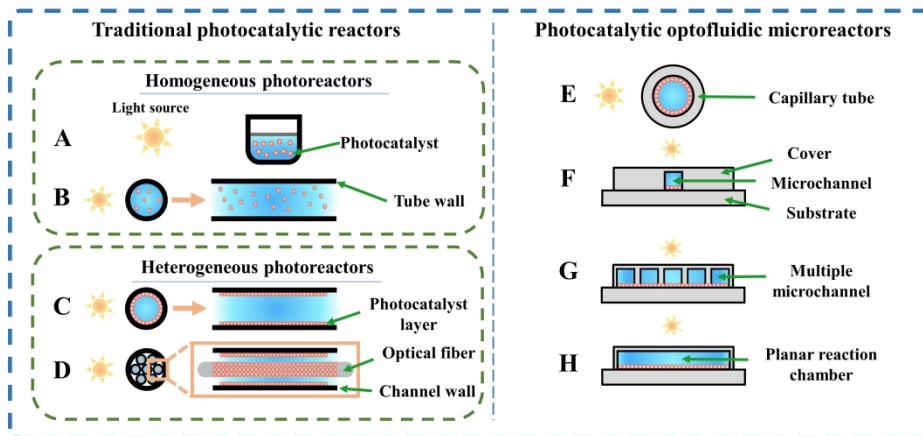 Traditional photocatalytic reactors
Homogeneous photoreactors
Light source
A
Photocatalyst
B
Tube wall
Heterogeneous photoreactors
C
Photocatalyst
layer
D
Optical fiber
Channel wall
Photocatalytic optofluidic microreactors
E
Capillary tube
F
Cover
Microchannel
Substrate
G
Multiple
microchannel
H
Planar reaction
chamber